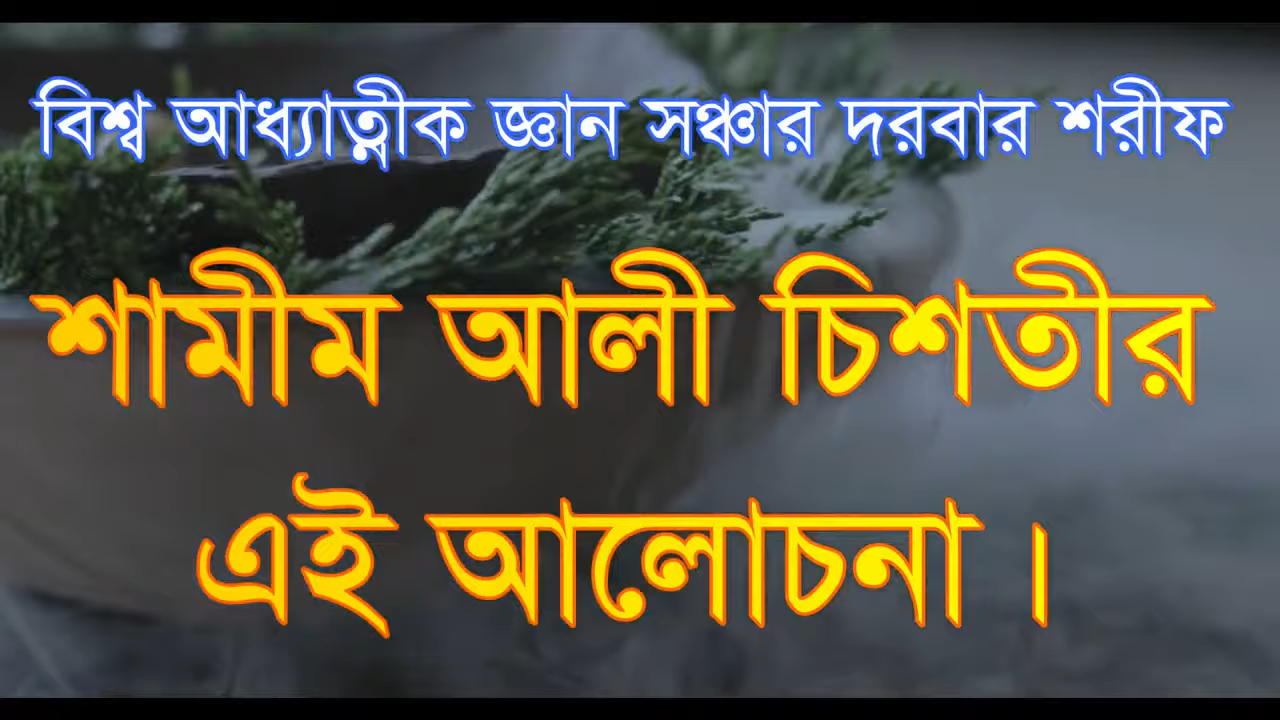 বিশ্ব আধ্যাত্নীক জ্ঞান সঞ্চার দরবার শরীফ
শামীম আলী চিশতীর
এই আলোচনা।